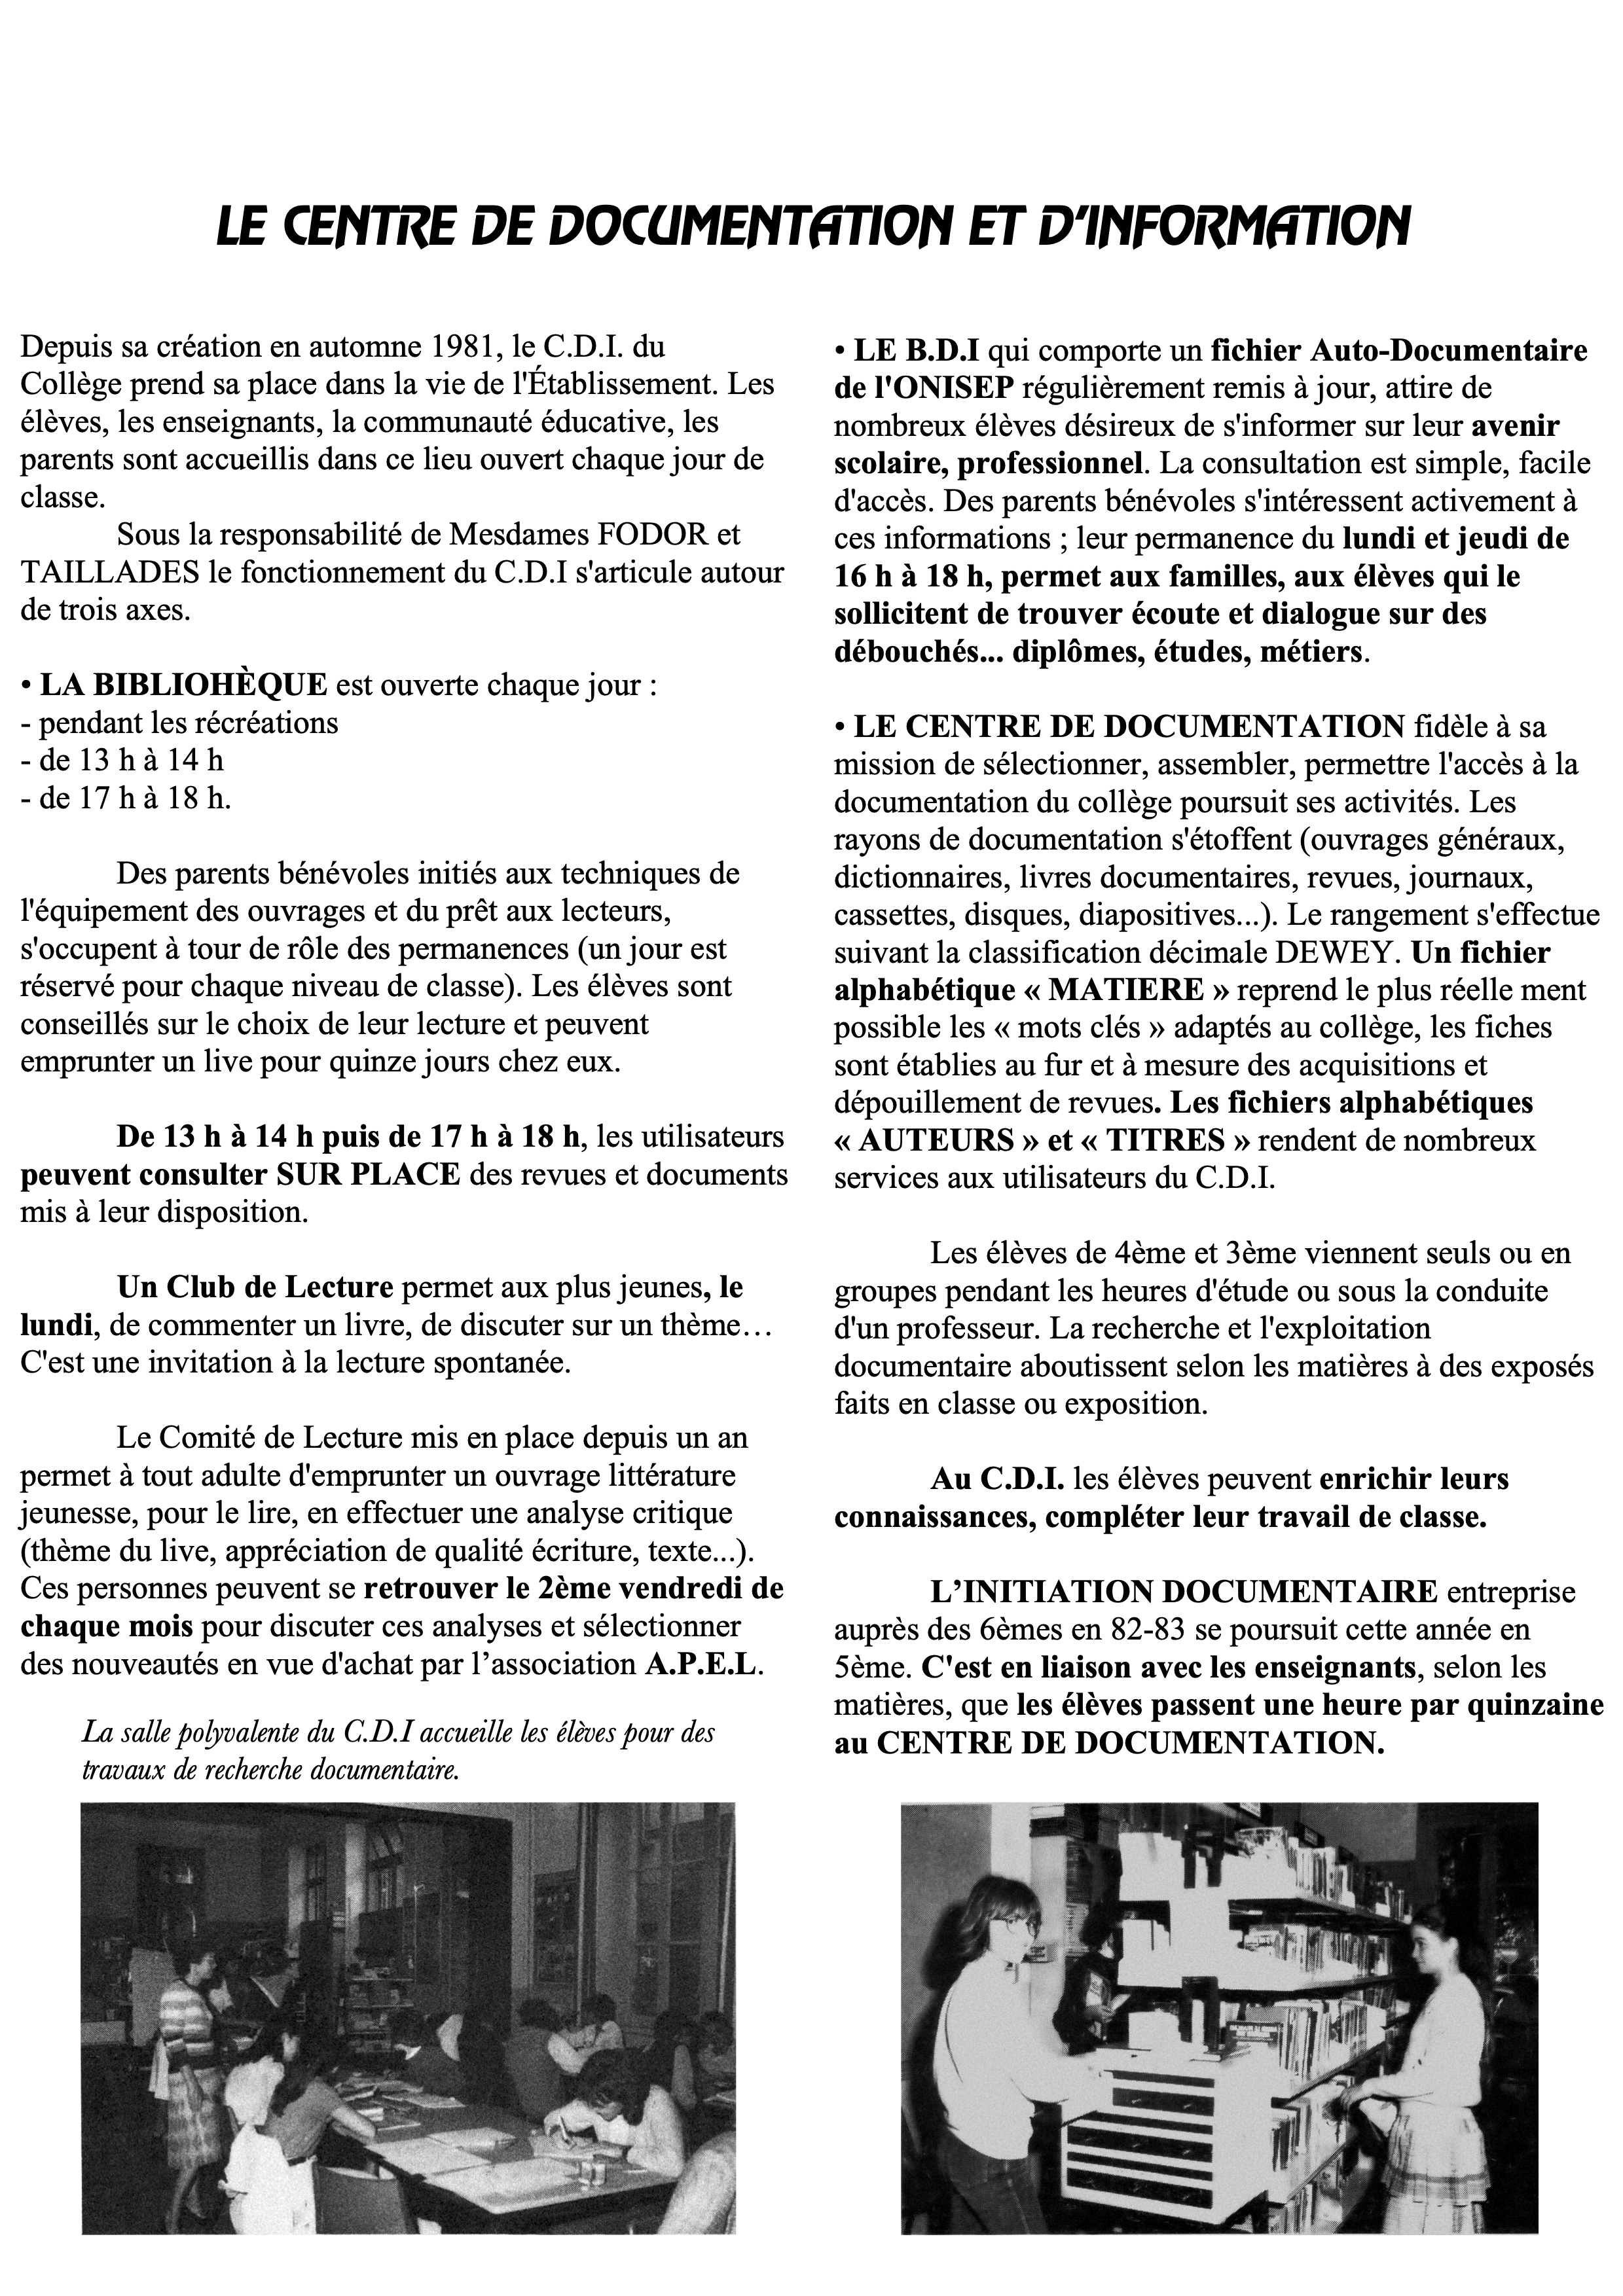 LE CENTRE DE DOCUMENTATION ET D'INFORMATION
Depuis sa création en automne 1981, le C.D.I. du
Collège prend sa place dans la vie de l'Établissement. Les
élèves, les enseignants, la communauté éducative, les
parents sont accueillis dans ce lieu ouvert chaque jour de
classe.
Sous la responsabilité de Mesdames FODOR et
TAILLADES le fonctionnement du C.D.I s'articule autour
de trois axes.
• LA BIBLIOHÈQUE est ouverte chaque jour :
- pendant les récréations
- de 13 h à 14 h
- de 17 h à 18 h.
Des parents bénévoles initiés aux techniques de
l'équipement des ouvrages et du prêt aux lecteurs,
s'occupent à tour de rôle des permanences (un jour est
réservé pour chaque niveau de classe). Les élèves sont
conseillés sur le choix de leur lecture et peuvent
emprunter un live pour quinze jours chez eux.
De 13 h à 14 h puis de 17 h à 18 h, les utilisateurs
peuvent consulter SUR PLACE des revues et documents
mis à leur disposition.
Un Club de Lecture permet aux plus jeunes, le
lundi, de commenter un livre, de discuter sur un thème…
C'est une invitation à la lecture spontanée.
Le Comité de Lecture mis en place depuis un an
permet à tout adulte d'emprunter un ouvrage littérature
jeunesse, pour le lire, en effectuer une analyse critique
(thème du live, appréciation de qualité écriture, texte...).
Ces personnes peuvent se retrouver le 2ème vendredi de
chaque mois pour discuter ces analyses et sélectionner
des nouveautés en vue d'achat par l’association A.P.E.L.
La salle polyvalente du C.D.I accueille les élèves pour des
travaux de recherche documentaire.
• LE B.D.I qui comporte un fichier Auto-Documentaire
de l'ONISEP régulièrement remis à jour, attire de
nombreux élèves désireux de s'informer sur leur avenir
scolaire, professionnel. La consultation est simple, facile
d'accès. Des parents bénévoles s'intéressent activement à
ces informations ; leur permanence du lundi et jeudi de
16 h à 18 h, permet aux familles, aux élèves qui le
sollicitent de trouver écoute et dialogue sur des
débouchés... diplômes, études, métiers.
• LE CENTRE DE DOCUMENTATION fidèle à sa
mission de sélectionner, assembler, permettre l'accès à la
documentation du collège poursuit ses activités. Les
rayons de documentation s'étoffent (ouvrages généraux,
dictionnaires, livres documentaires, revues, journaux,
cassettes, disques, diapositives...). Le rangement s'effectue
suivant la classification décimale DEWEY. Un fichier
alphabétique « MATIERE » reprend le plus réelle ment
possible les « mots clés » adaptés au collège, les fiches
sont établies au fur et à mesure des acquisitions et
dépouillement de revues. Les fichiers alphabétiques
« AUTEURS » et « TITRES » rendent de nombreux
services aux utilisateurs du C.D.I.
Les élèves de 4ème et 3ème viennent seuls ou en
groupes pendant les heures d'étude ou sous la conduite
d'un professeur. La recherche et l'exploitation
documentaire aboutissent selon les matières à des exposés
faits en classe ou exposition.
Au C.D.I. les élèves peuvent enrichir leurs
connaissances, compléter leur travail de classe.
L’INITIATION DOCUMENTAIRE entreprise
auprès des 6èmes en 82-83 se poursuit cette année en
5ème. C'est en liaison avec les enseignants, selon les
matières, que les élèves passent une heure par quinzaine
au CENTRE DE DOCUMENTATION.